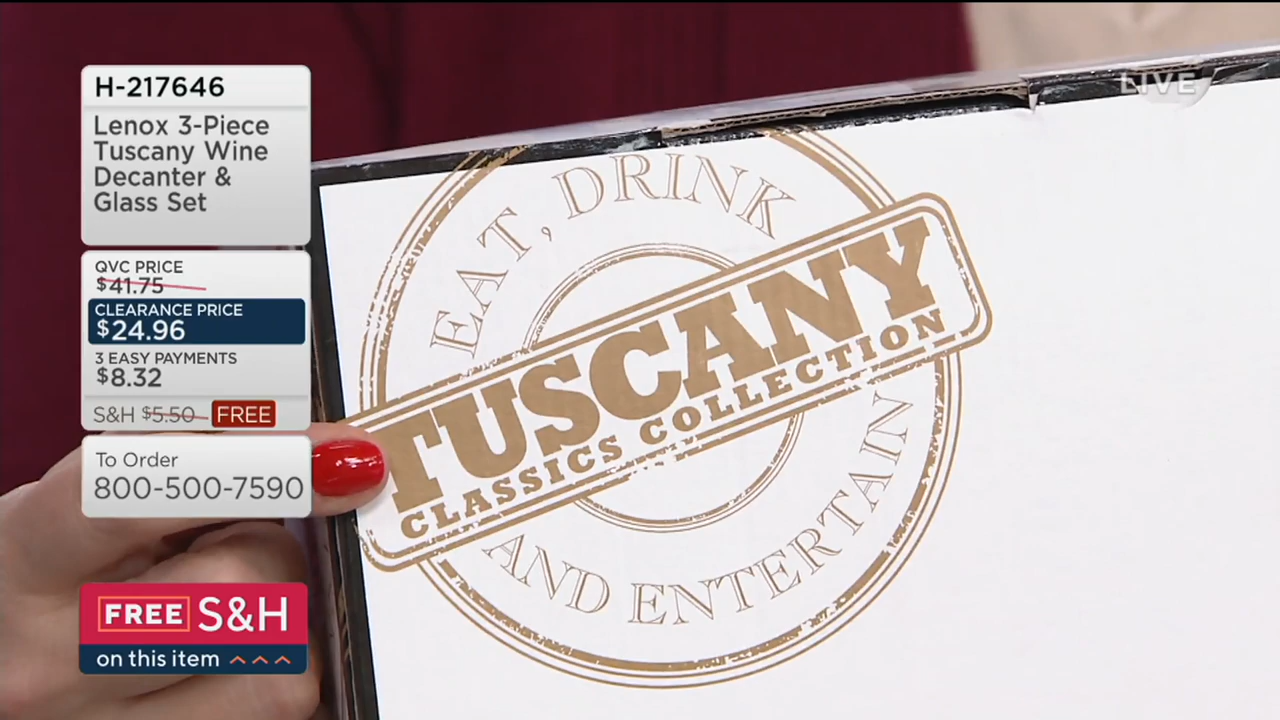 H-217646
Lenox 3-Piece
Tuscany Wine
Decanter &
Glass Set
QVC PRICE
$41.75
CLEARANCE PRICE
$24.96
3 EASY PAYMENTS
$8.32
S&H $5.50 FREE
To Order
800-500-7590
FREE S&H
on this item
LIVE
EAT, DRINK
TUSCANY
CLASSICS COLLECTION
AND ENTERTAIN